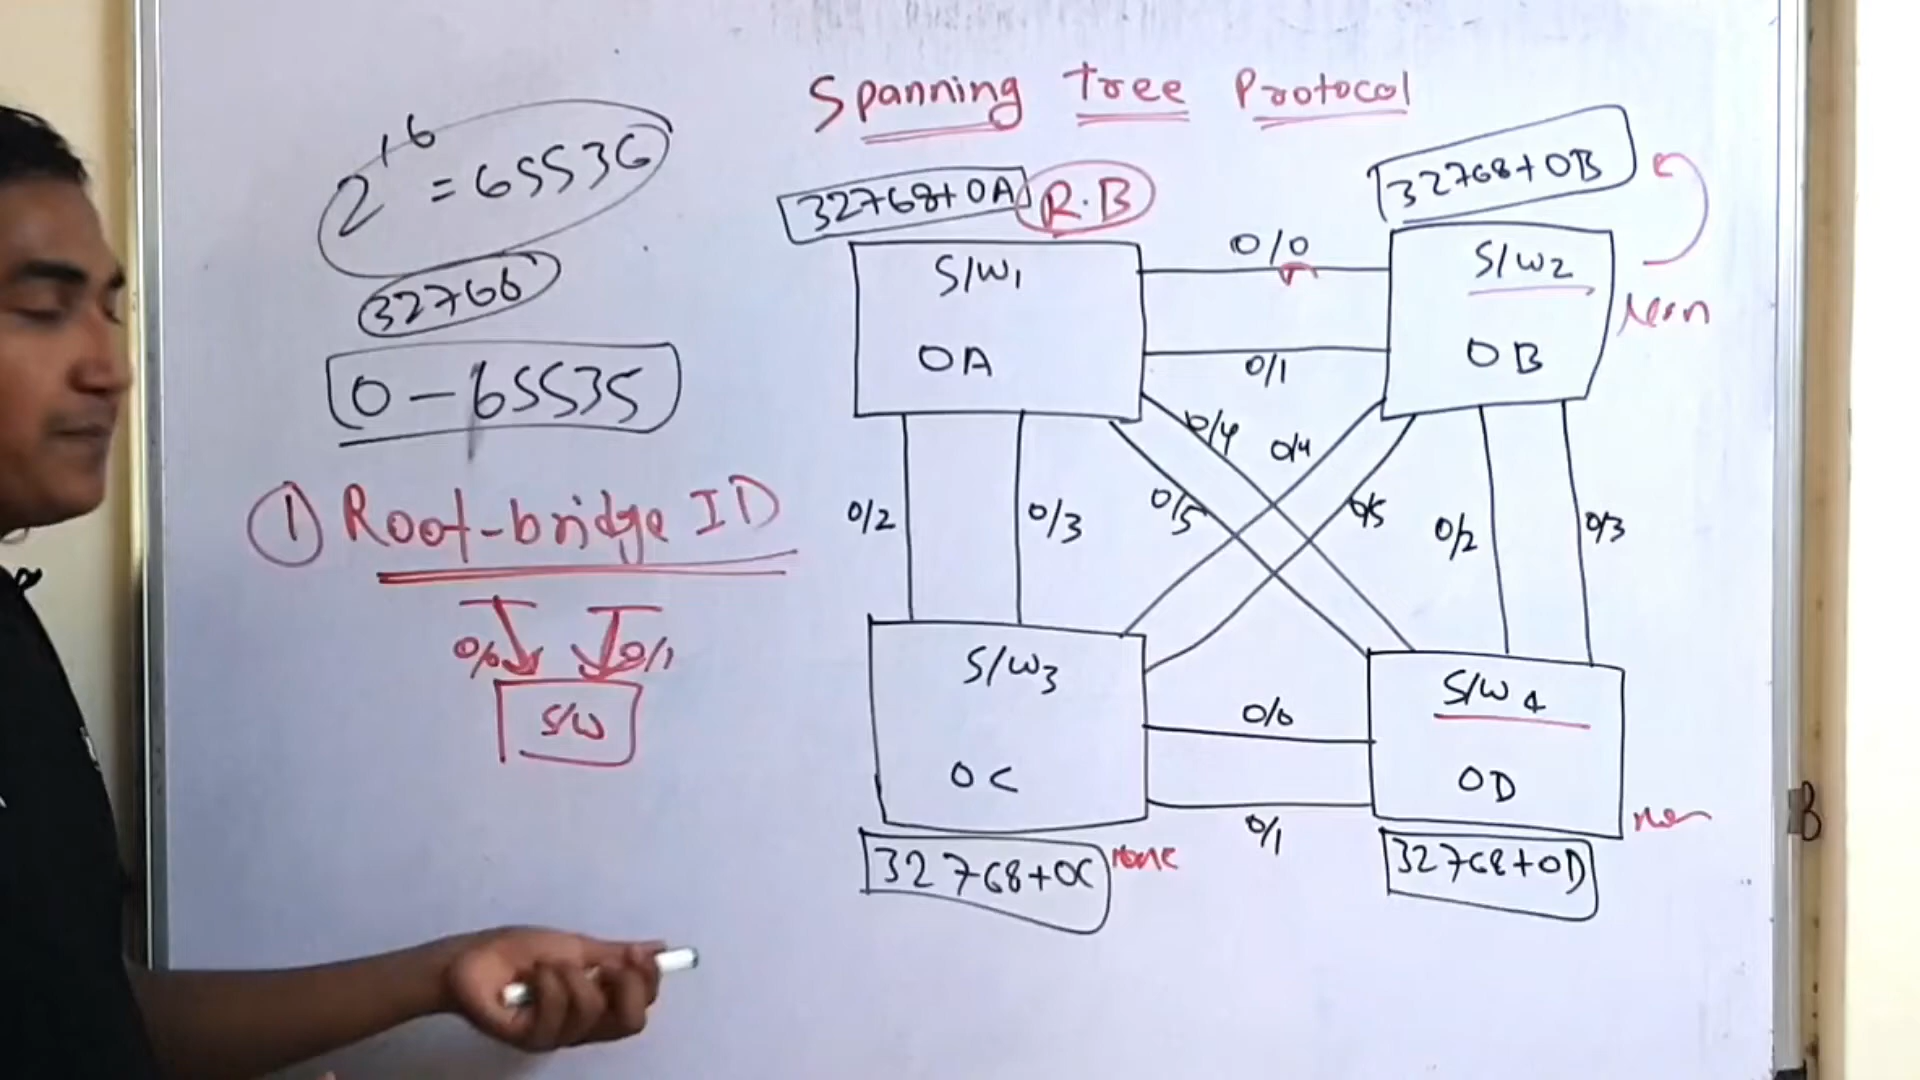 Spanning Tree Protocol
2^16 = 65536
32768
0 - 65535
① Root-bridge ID
0/0 0/1
S/W
32768+0A R.B
32768+0B
S/W1
0A
0/0
0/1
S/W2
0B
0/4
0/4
0/5
0/5
0/2
0/3
0/2
0/3
S/W3
0C
0/0
0/1
S/W4
0D
32768+0C
none
32768+0D
B